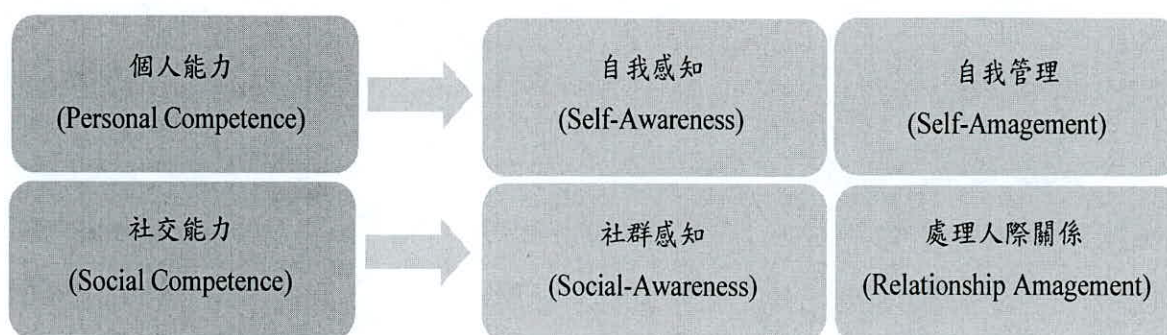 個人能力
(Personal Competence)
自我感知
(Self-Awareness)
自我管理
(Self-Amagement)
社交能力
(Social Competence)
社群感知
(Social-Awareness)
處理人際關係
(Relationship Amagement)